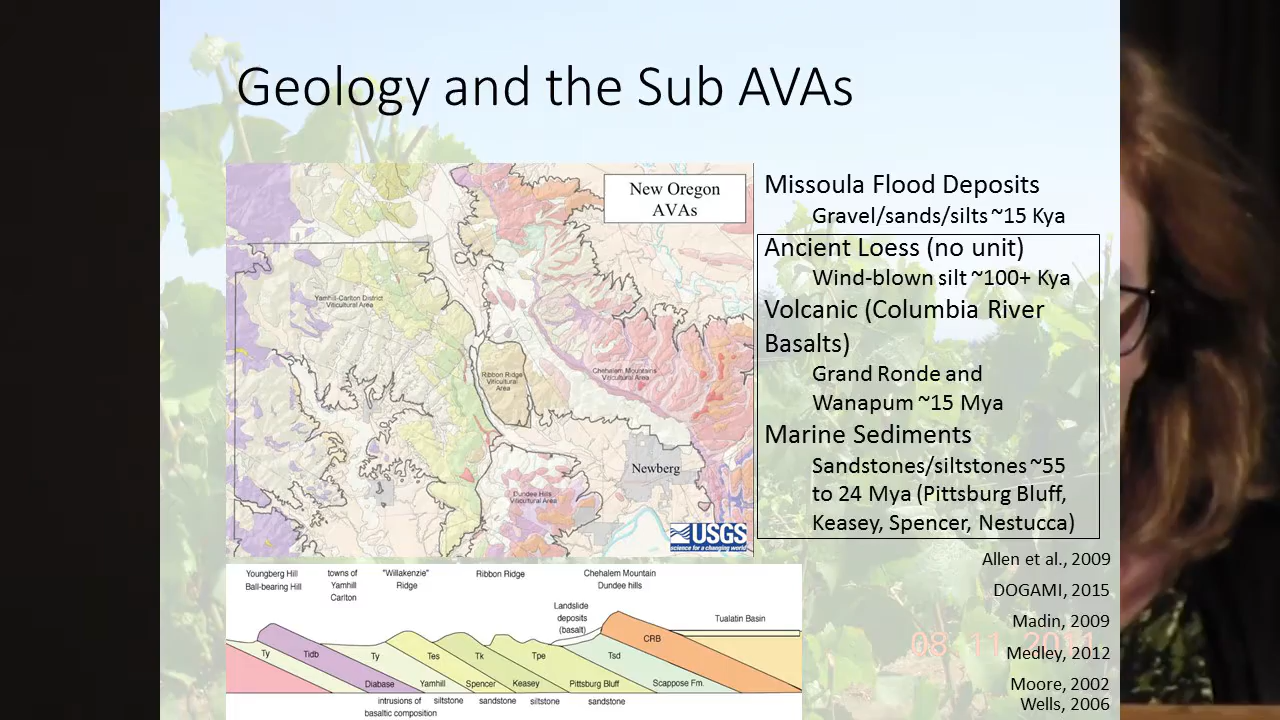 Geology and the Sub AVAs
New Oregon
AVAs
Yamhill-Carlton District
Viticultural Area
Ribbon Ridge
Viticultural
Area
Chehalem Mountains
Viticultural Area
Newberg
Dundee Hills
Viticultural Area
USGS
science for a changing world
Missoula Flood Deposits
Gravel/sands/silts ~15 Kya
Ancient Loess (no unit)
Wind-blown silt ~100+ Kya
Volcanic (Columbia River
Basalts)
Grand Ronde and
Wanapum ~15 Mya
Marine Sediments
Sandstones/siltstones ~55
to 24 Mya (Pittsburg Bluff,
Keasey, Spencer, Nestucca)
Allen et al., 2009
DOGAMI, 2015
Madin, 2009
Medley, 2012
Moore, 2002
Wells, 2006
Youngberg Hill
Ball-bearing Hill
towns of
Yamhill
Carlton
"Willakenzie"
Ridge
Ribbon Ridge
Chehalem Mountain
Dundee hills
Landslide
deposits
(basalt)
Tualatin Basin
Ty
Tidb
Ty
Tes
Tk
Tpe
Tsd
CRB
Diabase
Yamhill
Spencer
Keasey
Pittsburg Bluff
Scappose Fm.
intrusions of
basaltic composition
siltstone
sandstone
siltstone
sandstone